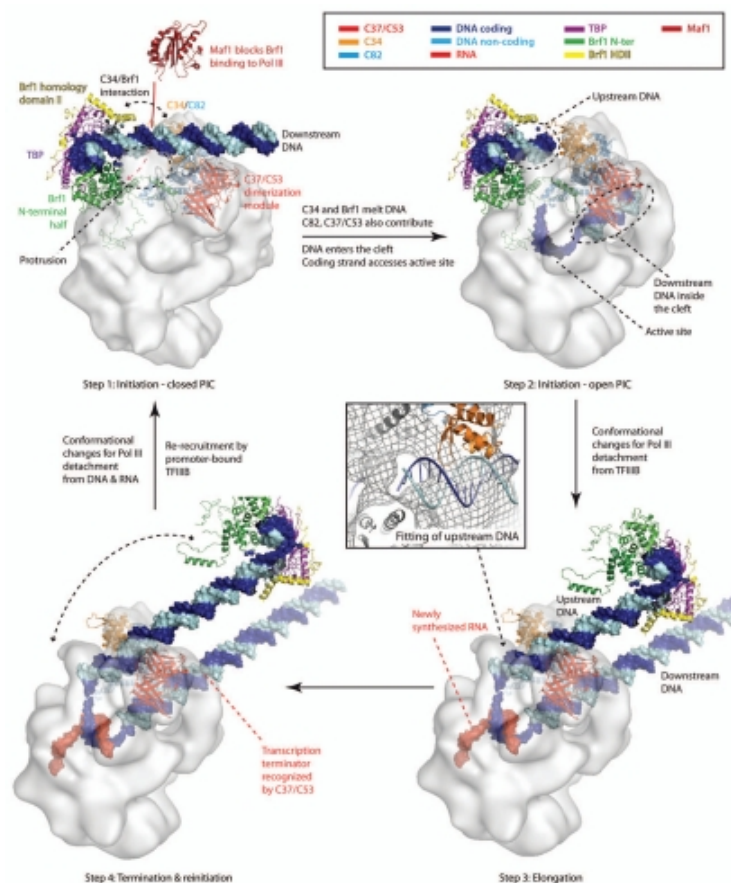 C37/C53
C34
C82
DNA coding
DNA non-coding
RNA
TBP
Brf1 N-ter
Brf1 HDII
Maf1
Maf1 blocks Brf1
binding to Pol III
C34/Brf1
interaction
Brf1 homology
domain II
C34/C82
Downstream
DNA
TBP
C37/C53
dimerization
module
Brf1
N-terminal
half
Protrusion
Step 1: Initiation - closed PIC
C34 and Brf1 melt DNA
C82, C37/C53 also contribute
DNA enters the cleft
Coding strand accesses active site
Upstream DNA
Downstream
DNA inside
the cleft
Active site
Step 2: Initiation - open PIC
Conformational
changes for Pol III
detachment
from DNA & RNA
Re-recruitment by
promoter-bound
TFIIIB
Fitting of upstream DNA
Conformational
changes for Pol III
detachment
from TFIIIB
Newly
synthesized RNA
Upstream
DNA
Downstream
DNA
Transcription
terminator
recognized
by C37/C53
Step 4: Termination & reinitiation
Step 3: Elongation